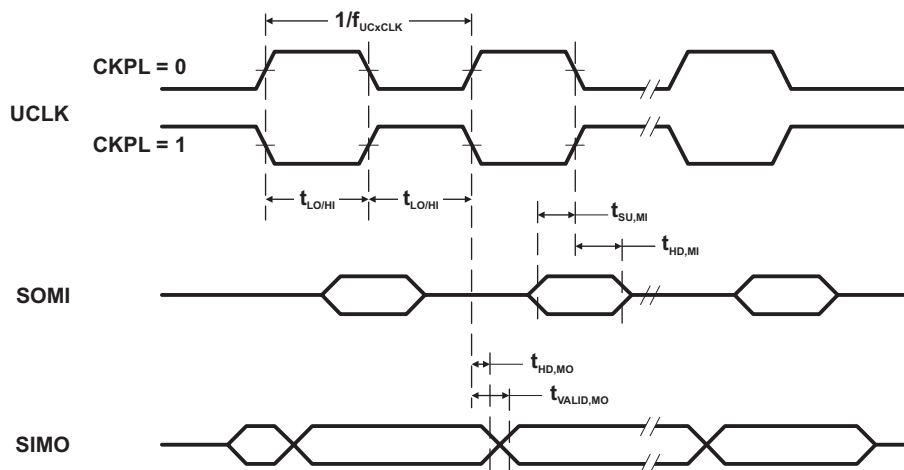 1/fUCxCLK
CKPL = 0
UCLK
CKPL = 1
tLO/HI tLO/HI
tSU,MI
tHD,MI
SOMI
tHD,MO
tVALID,MO
SIMO